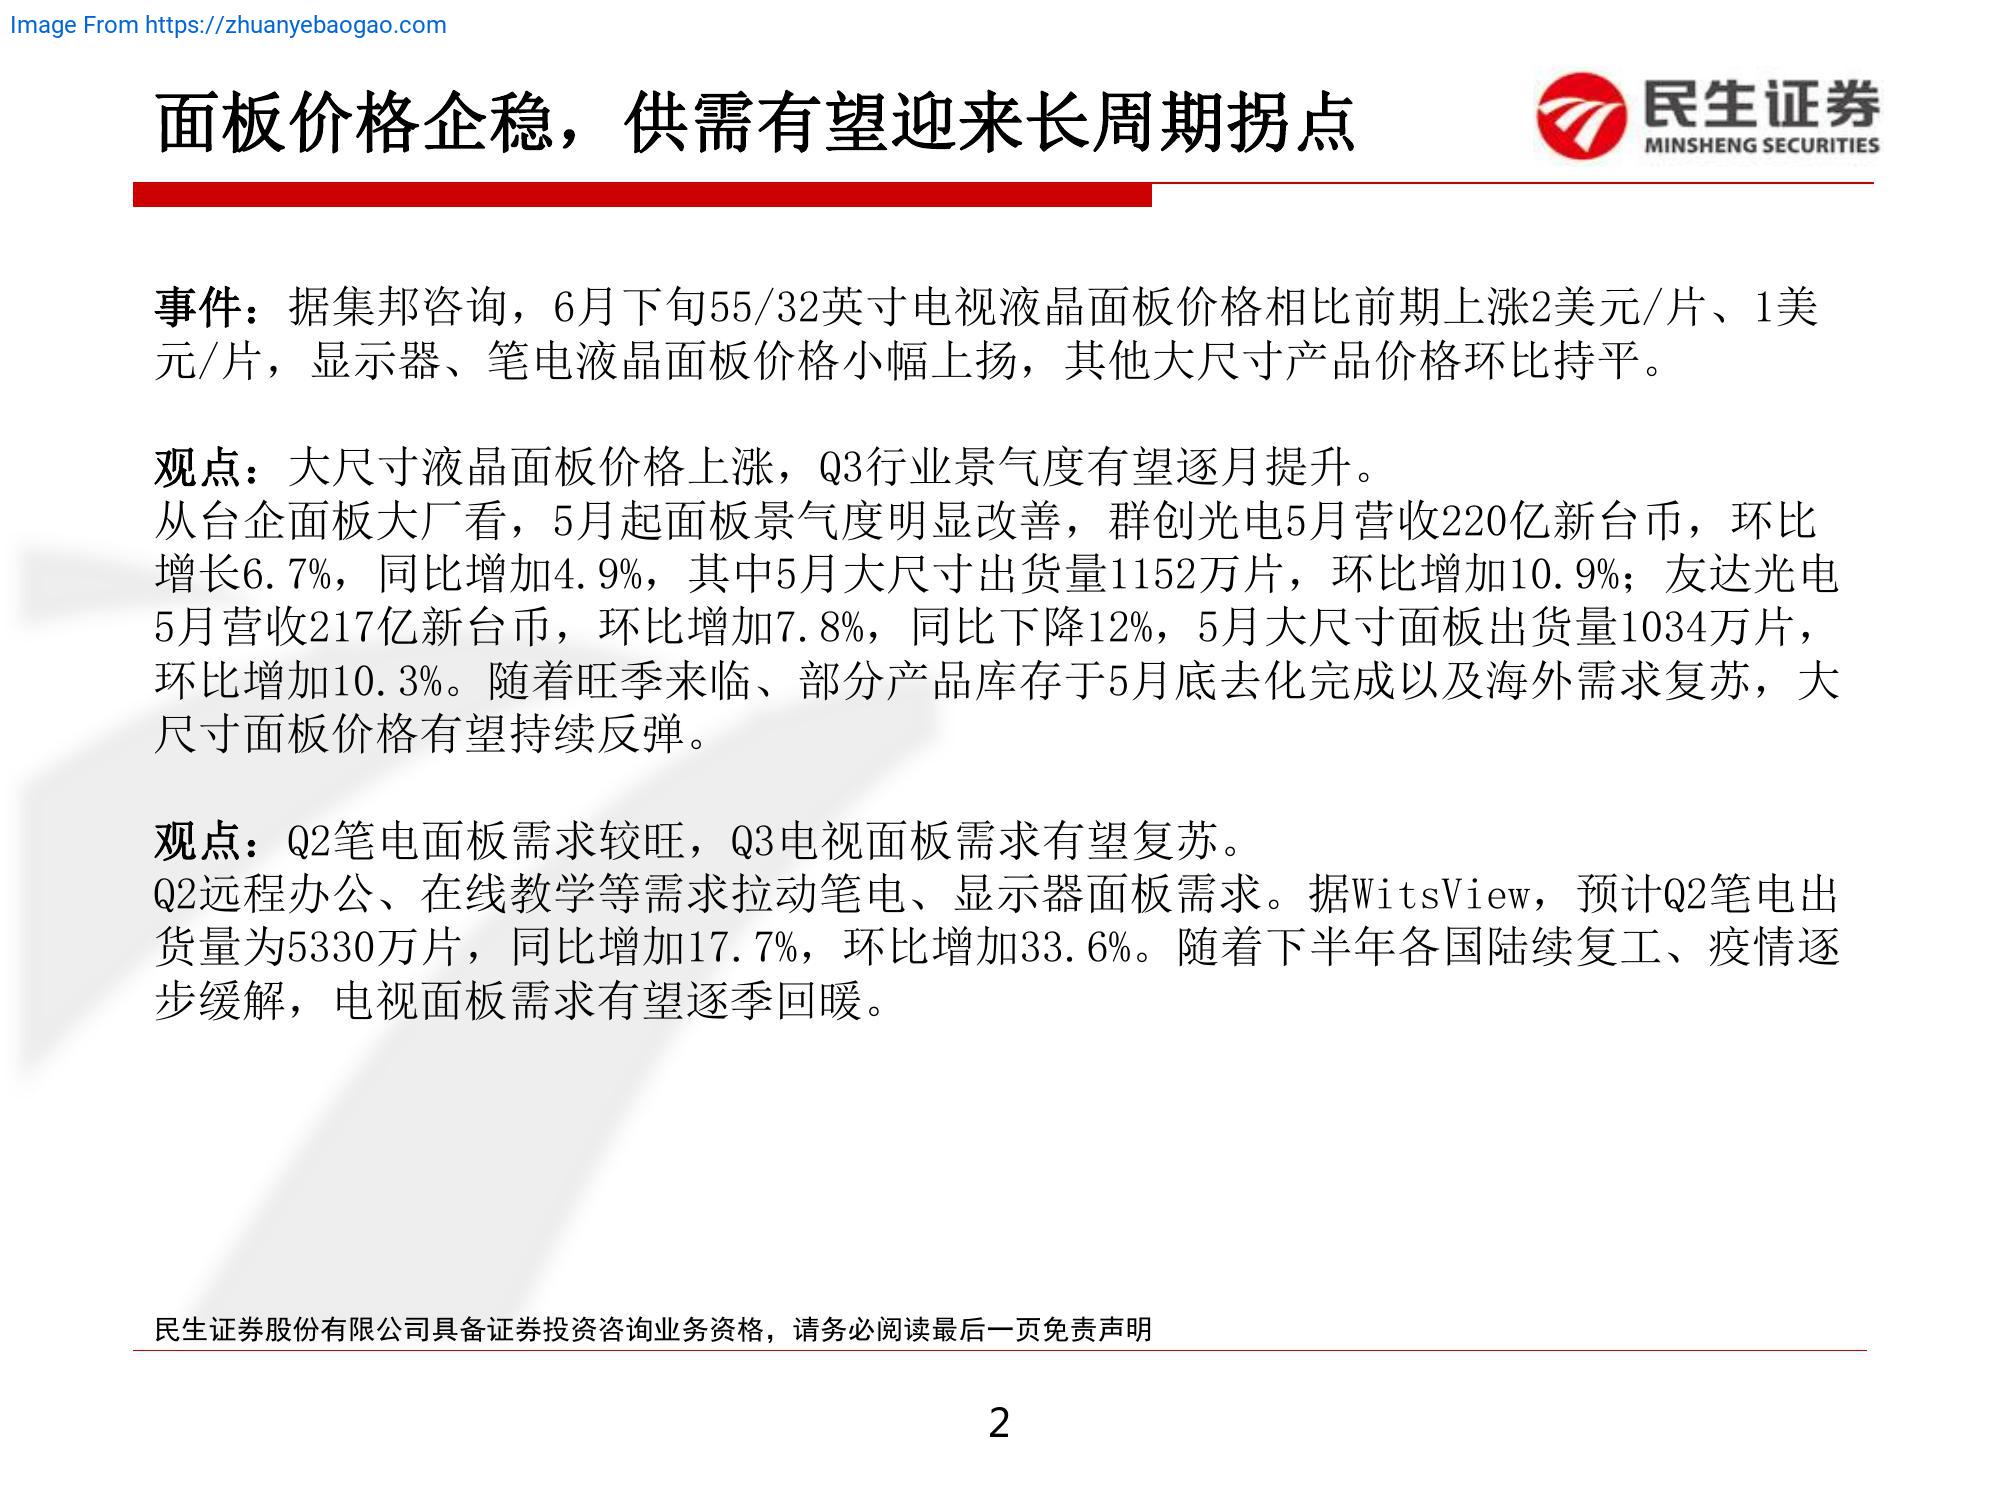 Image From https://zhuanyebaogao.com
面板价格企稳，供需有望迎来长周期拐点
民生证券
MINSHENG SECURITIES
事件：据集邦咨询，6月下旬55/32英寸电视液晶面板价格相比前期上涨2美元/片、1美
元/片，显示器、笔电液晶面板价格小幅上扬，其他大尺寸产品价格环比持平。
观点：大尺寸液晶面板价格上涨，Q3行业景气度有望逐月提升。
从台企面板大厂看，5月起面板景气度明显改善，群创光电5月营收220亿新台币，环比
增长6.7%，同比增加4.9%，其中5月大尺寸出货量1152万片，环比增加10.9%；友达光电
5月营收217亿新台币，环比增加7.8%，同比下降12%，5月大尺寸面板出货量1034万片，
环比增加10.3%。随着旺季来临、部分产品库存于5月底去化完成以及海外需求复苏，大
尺寸面板价格有望持续反弹。
观点：Q2笔电面板需求较旺，Q3电视面板需求有望复苏。
Q2远程办公、在线教学等需求拉动笔电、显示器面板需求。据WitsView，预计Q2笔电出
货量为5330万片，同比增加17.7%，环比增加33.6%。随着下半年各国陆续复工、疫情逐
步缓解，电视面板需求有望逐季回暖。
民生证券股份有限公司具备证券投资咨询业务资格，请务必阅读最后一页免责声明
2